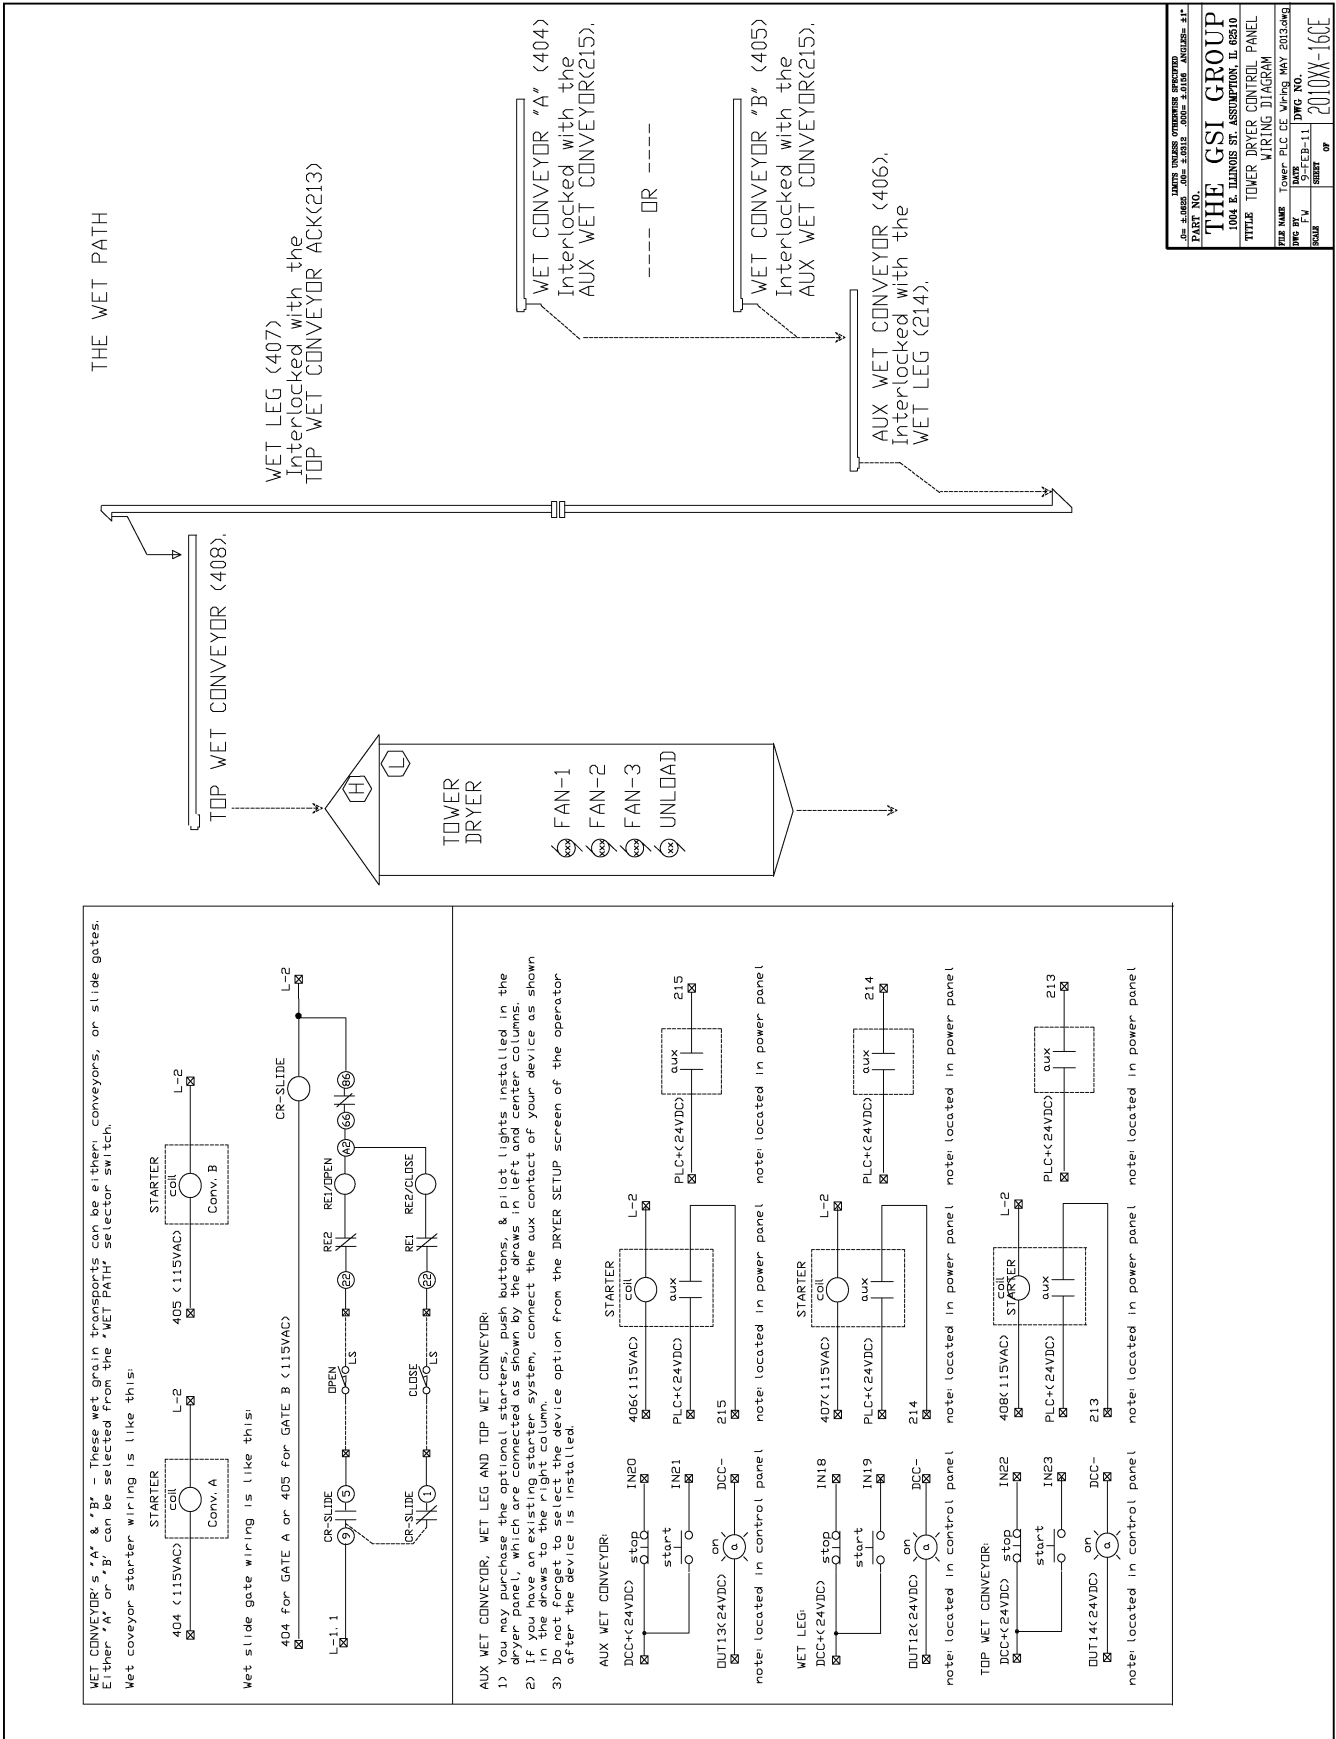 WET CONVEYOR's "A" & "B" - These wet grain transports can be either: conveyors, or slide gates.
Either "A" or "B" can be selected from the "WET PATH" selector switch.
Wet coveyor starter wiring is like this:
STARTER
404 (115VAC)
coil
Conv. A
L-2
STARTER
405 (115VAC)
coil
Conv. B
L-2
Wet slide gate wiring is like this:
404 for GATE A or 405 for GATE B (115VAC)
CR-SLIDE
L-2
L-1.1
9
CR-SLIDE
5
OPEN
LS
22
RE2
RE1/OPEN
A2
66
86
CR-SLIDE
1
CLOSE
LS
22
RE1
RE2/CLOSE
AUX WET CONVEYOR, WET LEG AND TOP WET CONVEYOR:
1) You may purchase the optional starters, push buttons, & pilot lights installed in the
dryer panel, which are connected as shown by the draws in left and center columns.
2) If you have an existing starter system, connect the aux contact of your device as shown
in the draws to the right column.
3) Do not forget to select the device option from the DRYER SETUP screen of the operator
after the device is installed.
AUX WET CONVEYOR:
DCC+(24VDC)
stop
IN20
start
IN21
OUT13(24VDC)
on
a
DCC-
note: located in control panel
STARTER
406(115VAC)
coil
L-2
PLC+(24VDC)
aux
215
note: located in power panel
PLC+(24VDC)
aux
215
note: located in power panel
WET LEG:
DCC+(24VDC)
stop
IN18
start
IN19
OUT12(24VDC)
on
a
DCC-
note: located in control panel
STARTER
407(115VAC)
coil
L-2
PLC+(24VDC)
aux
214
note: located in power panel
PLC+(24VDC)
aux
214
note: located in power panel
TOP WET CONVEYOR:
DCC+(24VDC)
stop
IN22
start
IN23
OUT14(24VDC)
on
a
DCC-
note: located in control panel
STARTER
408(115VAC)
coil
L-2
PLC+(24VDC)
aux
213
note: located in power panel
PLC+(24VDC)
aux
213
note: located in power panel
THE WET PATH
TOP WET CONVEYOR (408).
WET LEG (407)
Interlocked with the
TOP WET CONVEYOR ACK(213)
H
L
TOWER
DRYER
xxx FAN-1
xxx FAN-2
xxx FAN-3
xx UNLOAD
WET CONVEYOR "A" (404)
Interlocked with the
AUX WET CONVEYOR(215).
---- OR ----
WET CONVEYOR "B" (405)
Interlocked with the
AUX WET CONVEYOR(215).
AUX WET CONVEYOR (406).
Interlocked with the
WET LEG (214).
LIMITS UNLESS OTHERWISE SPECIFIED
.0= ±.0625 .00= ±.0312 .000= ±.0156 ANGLES= ±1°
PART NO.
THE GSI GROUP
1004 E. ILLINOIS ST. ASSUMPTION, IL 62510
TITLE TOWER DRYER CONTROL PANEL
WIRING DIAGRAM
FILE NAME Tower PLC CE Wiring MAY 2013.dwg
DWG BY FW
DATE 9-FEB-11
DWG NO. 2010XX-16CE
SCALE
SHEET OF